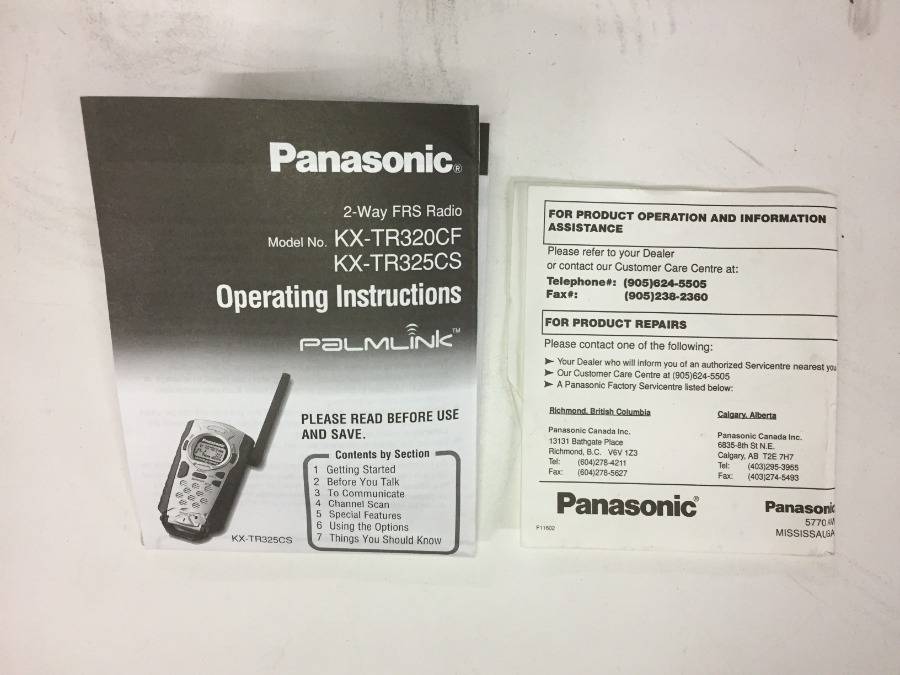 Panasonic®
2-Way FRS Radio
Model No. KX-TR320CF
KX-TR325CS
Operating Instructions
PALMLINK™
PLEASE READ BEFORE USE
AND SAVE.
Contents by Section
1 Getting Started
2 Before You Talk
3 To Communicate
4 Channel Scan
5 Special Features
6 Using the Options
7 Things You Should Know
Panasonic
KX-TR325CS
FOR PRODUCT OPERATION AND INFORMATION
ASSISTANCE
Please refer to your Dealer
or contact our Customer Care Centre at:
Telephone#: (905)624-5505
Fax#: (905)238-2360
FOR PRODUCT REPAIRS
Please contact one of the following:
➤ Your Dealer who will inform you of an authorized Servicentre nearest you
➤ Our Customer Care Centre at (905)624-5505
➤ A Panasonic Factory Servicentre listed below:
Richmond, British Columbia
Panasonic Canada Inc.
13131 Bathgate Place
Richmond, B.C. V6V 1Z3
Tel: (604)278-4211
Fax: (604)278-5627
Calgary, Alberta
Panasonic Canada Inc.
6835-8th St N.E.
Calgary, AB T2E 7H7
Tel: (403)295-3955
Fax: (403)274-5493
Panasonic®
F11602
Panasonic
5770
MISSISSAUGA